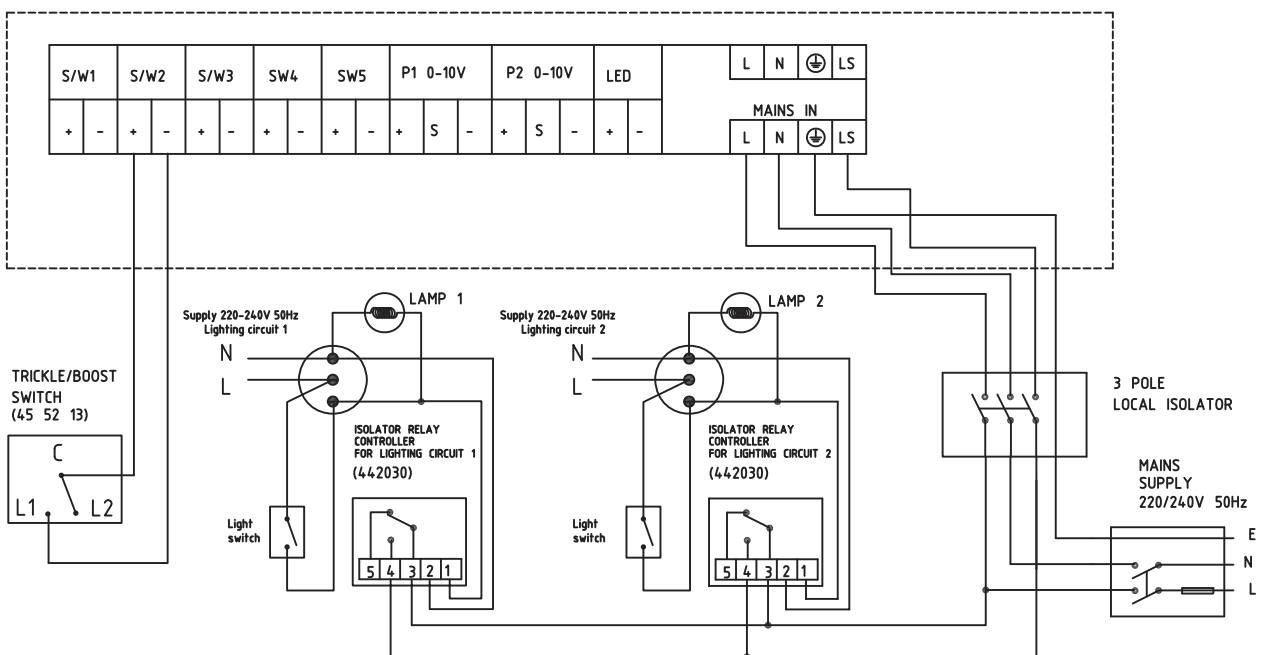 S/W1 S/W2 S/W3 SW4 SW5 P1 0-10V P2 0-10V LED
+ - + - + - + - + - + S - + S - + -
L N LS
MAINS IN
L N LS
LAMP 1
Supply 220-240V 50Hz
Lighting circuit 1
N
L
LAMP 2
Supply 220-240V 50Hz
Lighting circuit 2
N
L
TRICKLE/BOOST
SWITCH
(45 52 13)
C
L1 L2
ISOLATOR RELAY
CONTROLLER
FOR LIGHTING CIRCUIT 1
(442030)
Light
switch
5 4 3 2 1
ISOLATOR RELAY
CONTROLLER
FOR LIGHTING CIRCUIT 2
(442030)
Light
switch
5 4 3 2 1
3 POLE
LOCAL ISOLATOR
MAINS
SUPPLY
220/240V 50Hz
E
N
L